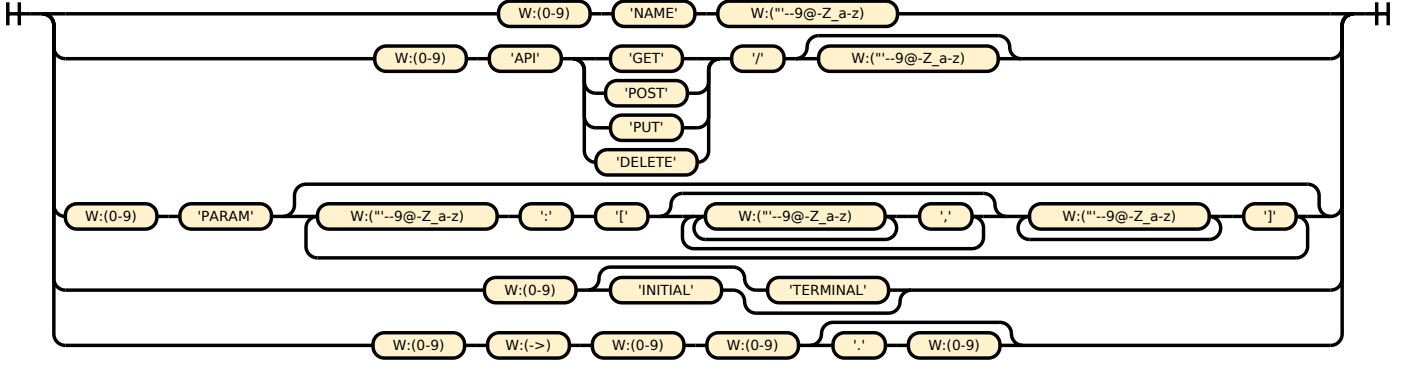 W:(0-9) 'NAME' W:("'--9@-Z_a-z)
W:(0-9) 'API' 'GET' '/' W:("'--9@-Z_a-z)
'POST'
'PUT'
'DELETE'
W:(0-9) 'PARAM' W:("'--9@-Z_a-z) ':' '[' W:("'--9@-Z_a-z) ',' W:("'--9@-Z_a-z) ']'
W:(0-9) 'INITIAL' 'TERMINAL'
W:(0-9) W:(->) W:(0-9) W:(0-9) '.' W:(0-9)